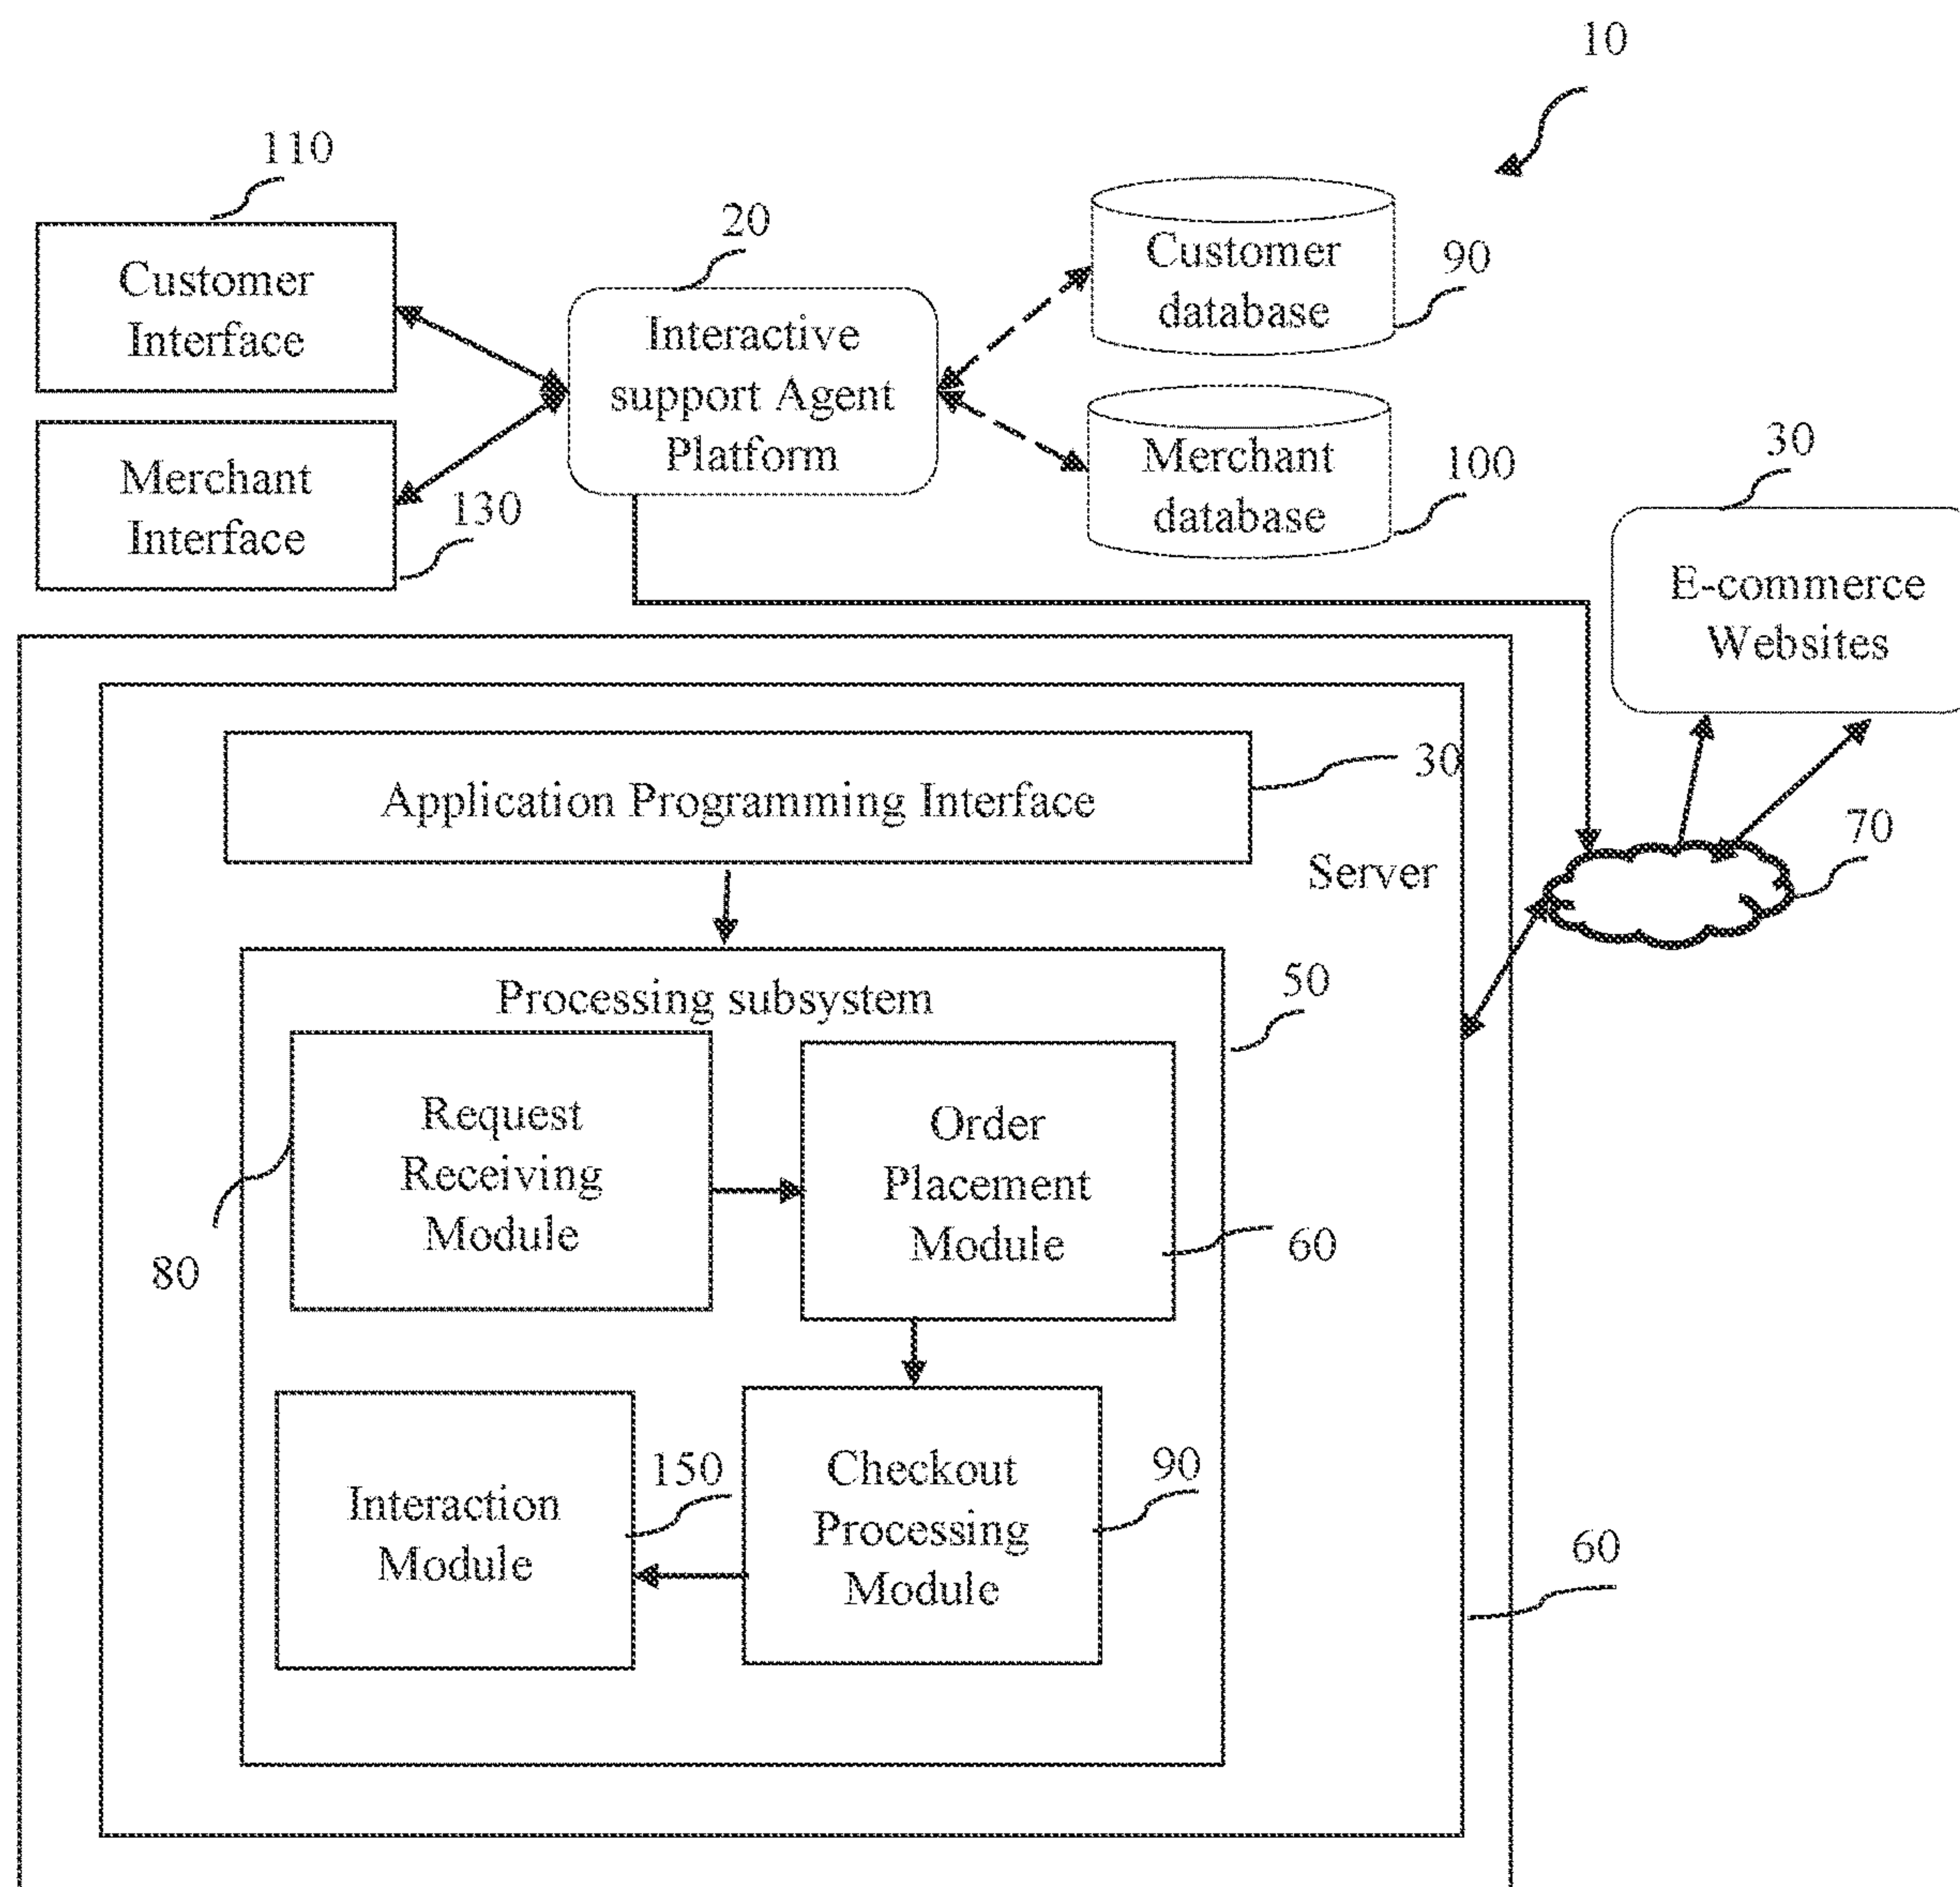 10
110
20
Customer
Interface
Interactive
support Agent
Platform
Customer
database
90
Merchant
Interface
130
Merchant
database
100
30
E-commerce
Websites
Application Programming Interface
30
Server
70
Processing subsystem
50
Request
Receiving
Module
80
Order
Placement
Module
60
Interaction
Module
150
Checkout
Processing
Module
90
60